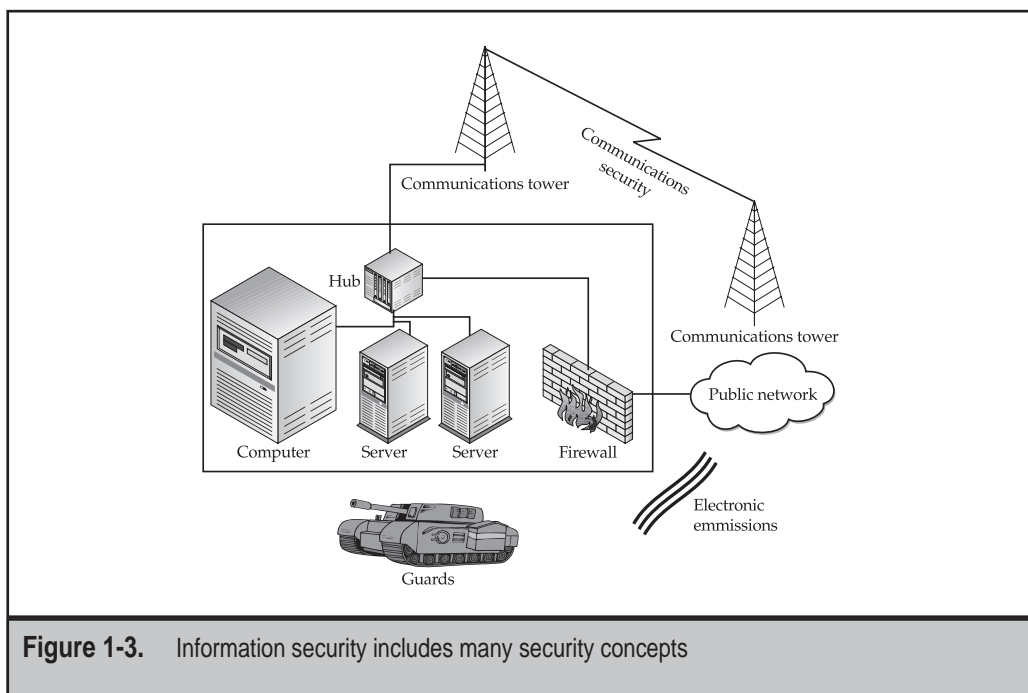 Communications
security
Communications tower
Hub
Communications tower
Public network
Computer
Server
Server
Firewall
Electronic
emmissions
Guards
Figure 1-3. Information security includes many security concepts